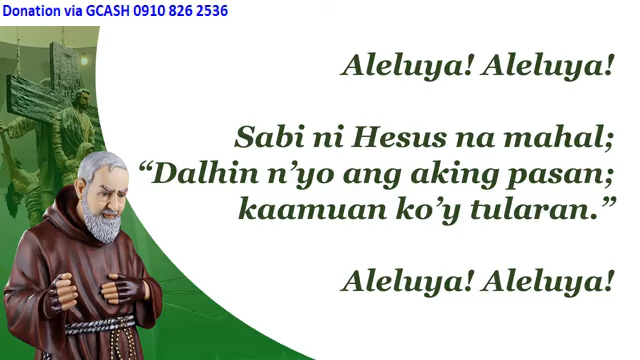 Donation via GCASH 0910 826 2536
Aleluya! Aleluya!
Sabi ni Hesus na mahal;
“Dalhin n’yo ang aking pasan;
kaamuan ko’y tularan.”
Aleluya! Aleluya!